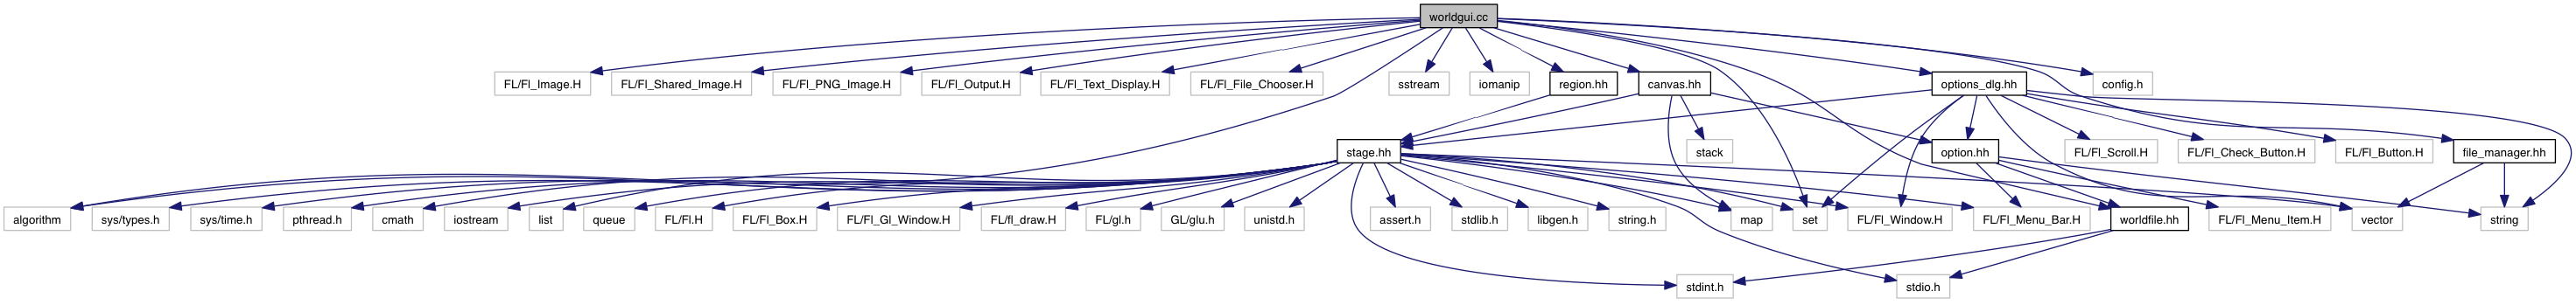 worldgui.cc
FL/Fl_Image.H
FL/Fl_Shared_Image.H
FL/Fl_PNG_Image.H
FL/Fl_Output.H
FL/Fl_Text_Display.H
FL/Fl_File_Chooser.H
sstream
iomanip
region.hh
canvas.hh
options_dlg.hh
config.h
stage.hh
stack
option.hh
FL/Fl_Scroll.H
FL/Fl_Check_Button.H
FL/Fl_Button.H
file_manager.hh
algorithm
sys/types.h
sys/time.h
pthread.h
cmath
iostream
list
queue
FL/Fl.H
FL/Fl_Box.H
FL/Fl_Gl_Window.H
FL/fl_draw.H
FL/gl.h
GL/glu.h
unistd.h
assert.h
stdlib.h
libgen.h
string.h
map
set
FL/Fl_Window.H
FL/Fl_Menu_Bar.H
worldfile.hh
FL/Fl_Menu_Item.H
vector
string
stdint.h
stdio.h